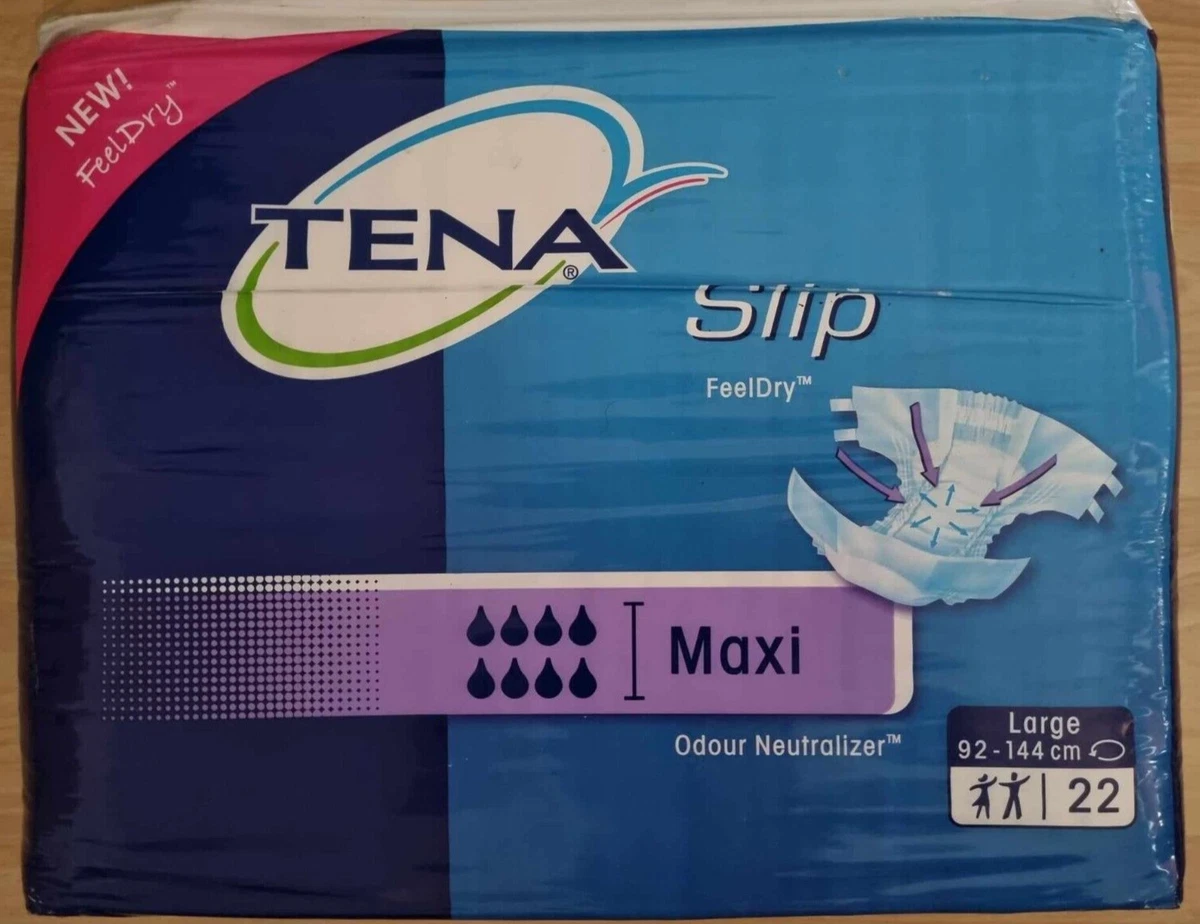 NEW!
FeelDry™
TENA®
Slip
FeelDry™
Maxi
Odour Neutralizer™
Large
92-144 cm
22